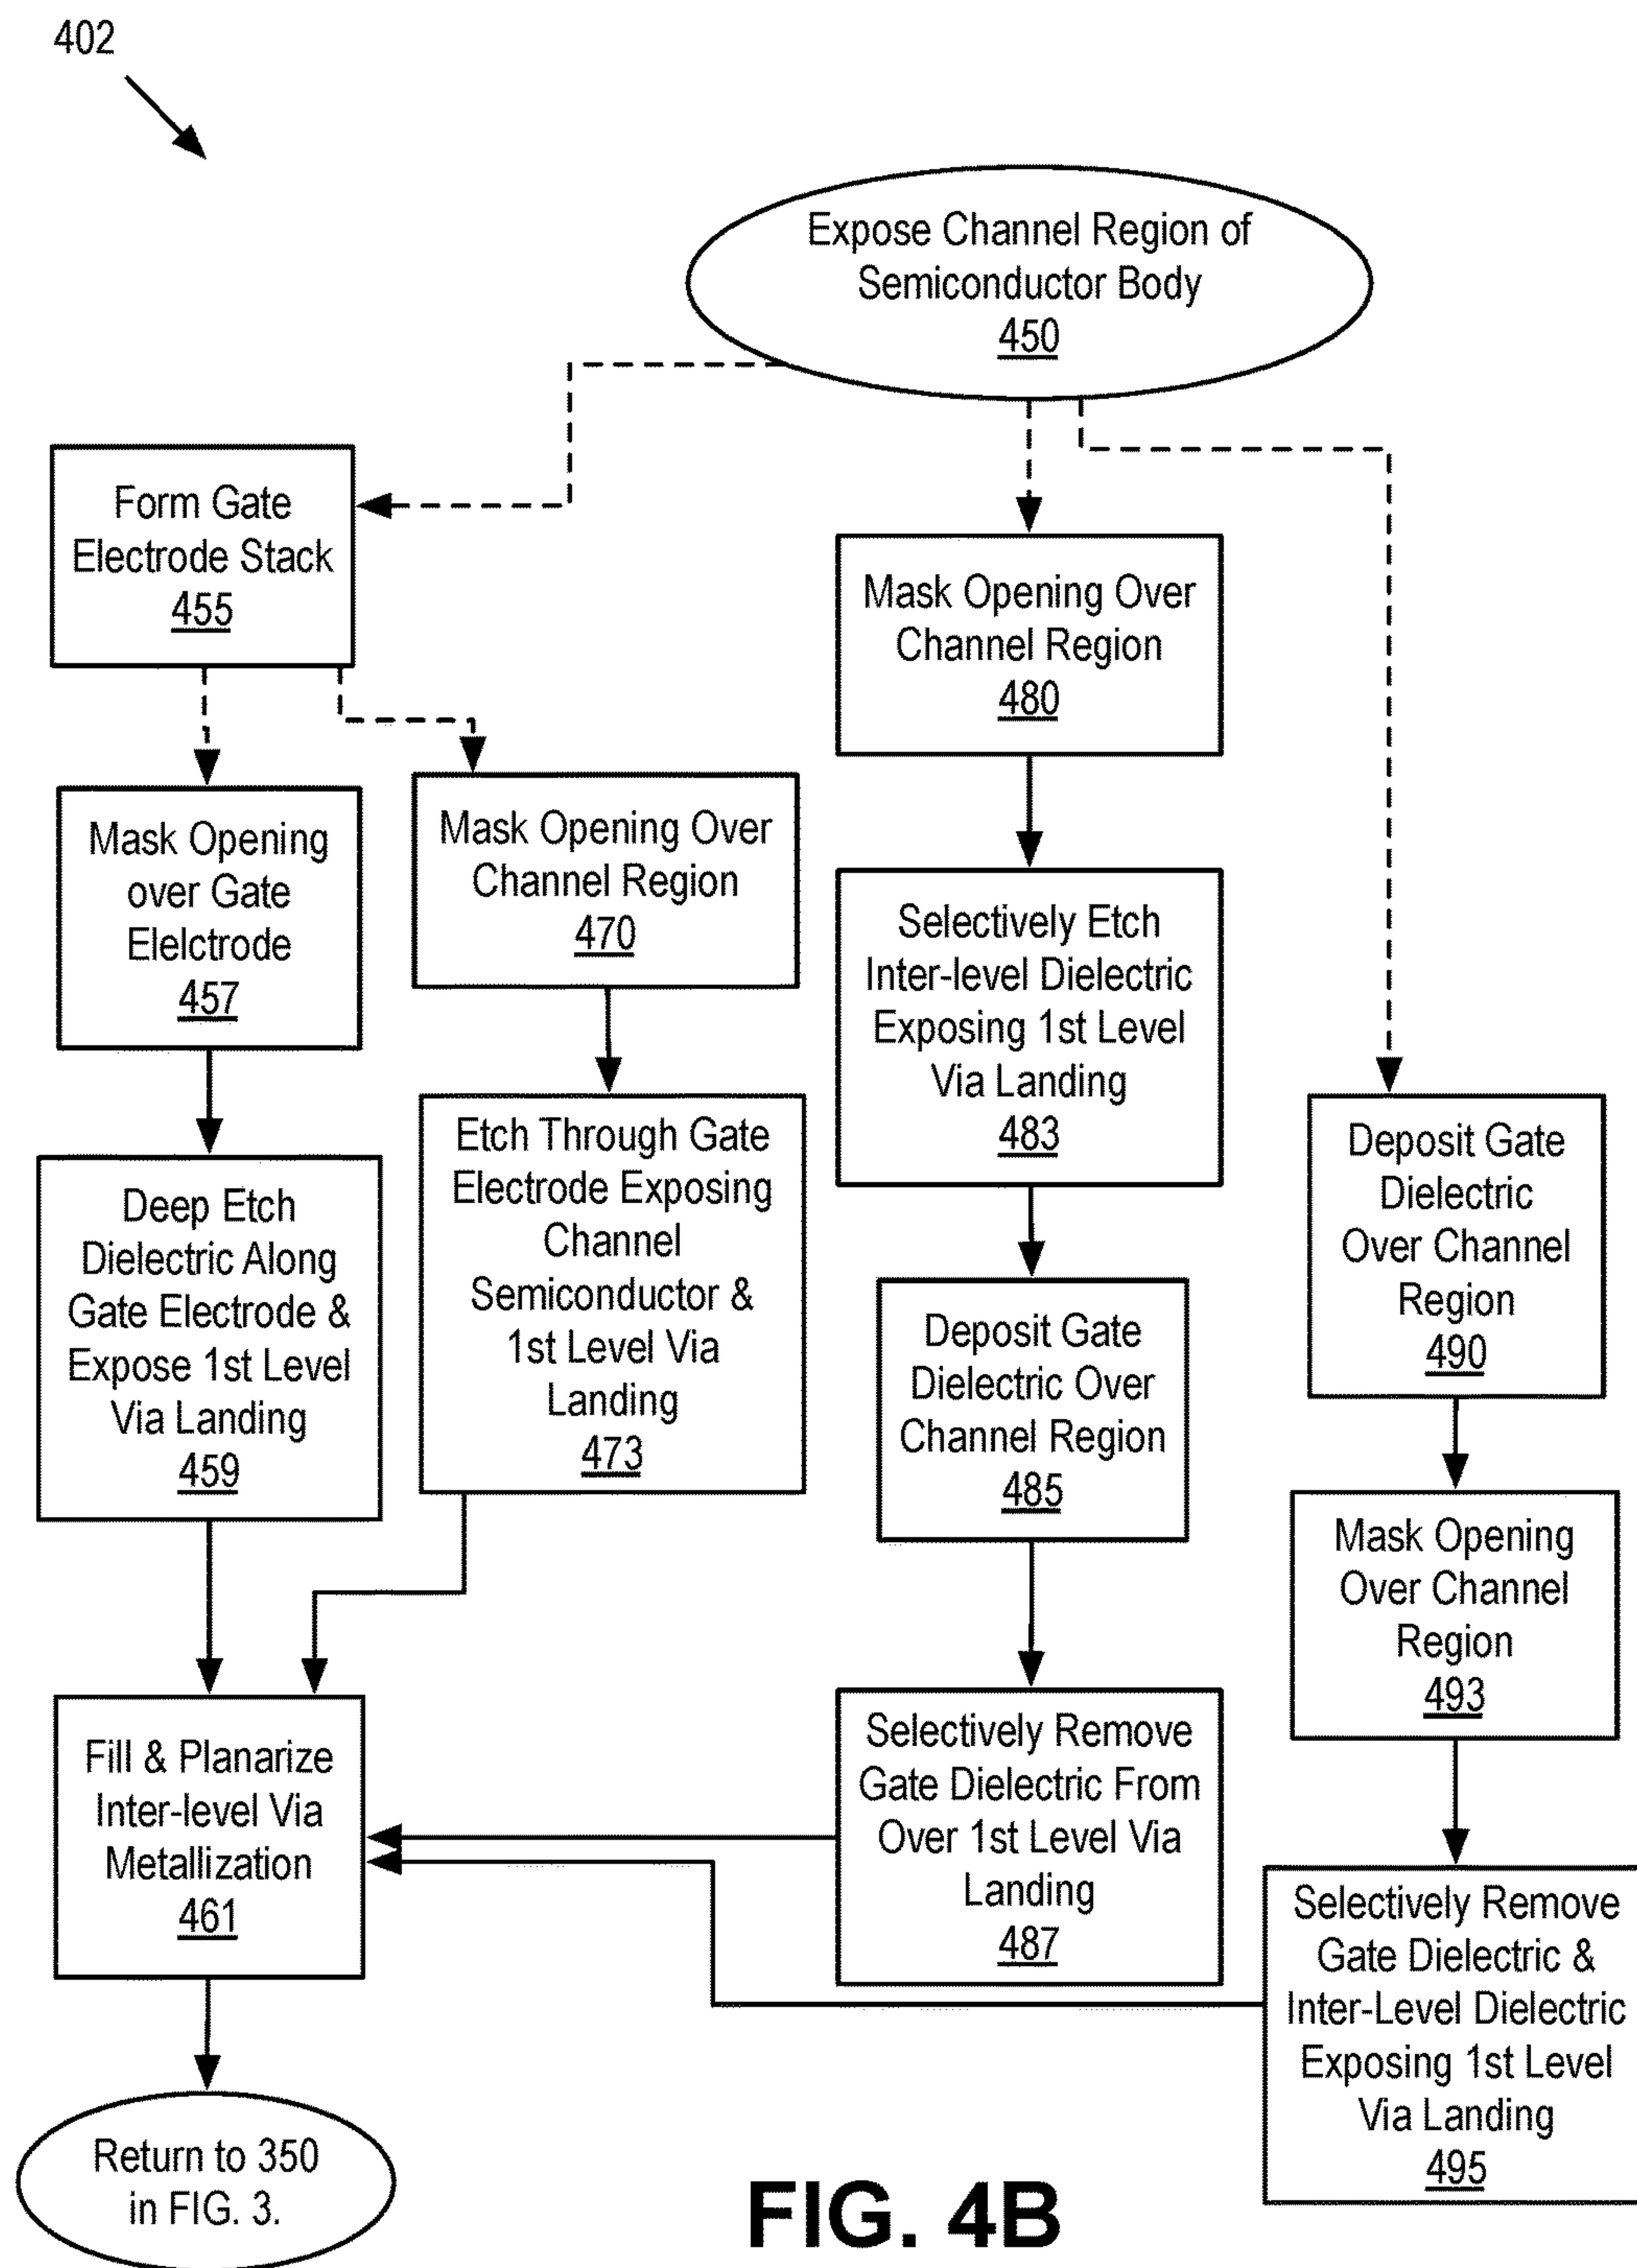 402
Expose Channel Region of
Semiconductor Body
450
Form Gate
Electrode Stack
455
Mask Opening
over Gate
Elelctrode
457
Deep Etch
Dielectric Along
Gate Electrode &
Expose 1st Level
Via Landing
459
Mask Opening Over
Channel Region
470
Etch Through Gate
Electrode Exposing
Channel
Semiconductor &
1st Level Via
Landing
473
Mask Opening Over
Channel Region
480
Selectively Etch
Inter-level Dielectric
Exposing 1st Level
Via Landing
483
Deposit Gate
Dielectric Over
Channel Region
485
Selectively Remove
Gate Dielectric From
Over 1st Level Via
Landing
487
Deposit Gate
Dielectric
Over Channel
Region
490
Mask Opening
Over Channel
Region
493
Selectively Remove
Gate Dielectric &
Inter-Level Dielectric
Exposing 1st Level
Via Landing
495
Fill & Planarize
Inter-level Via
Metallization
461
Return to 350
in FIG. 3.
FIG. 4B